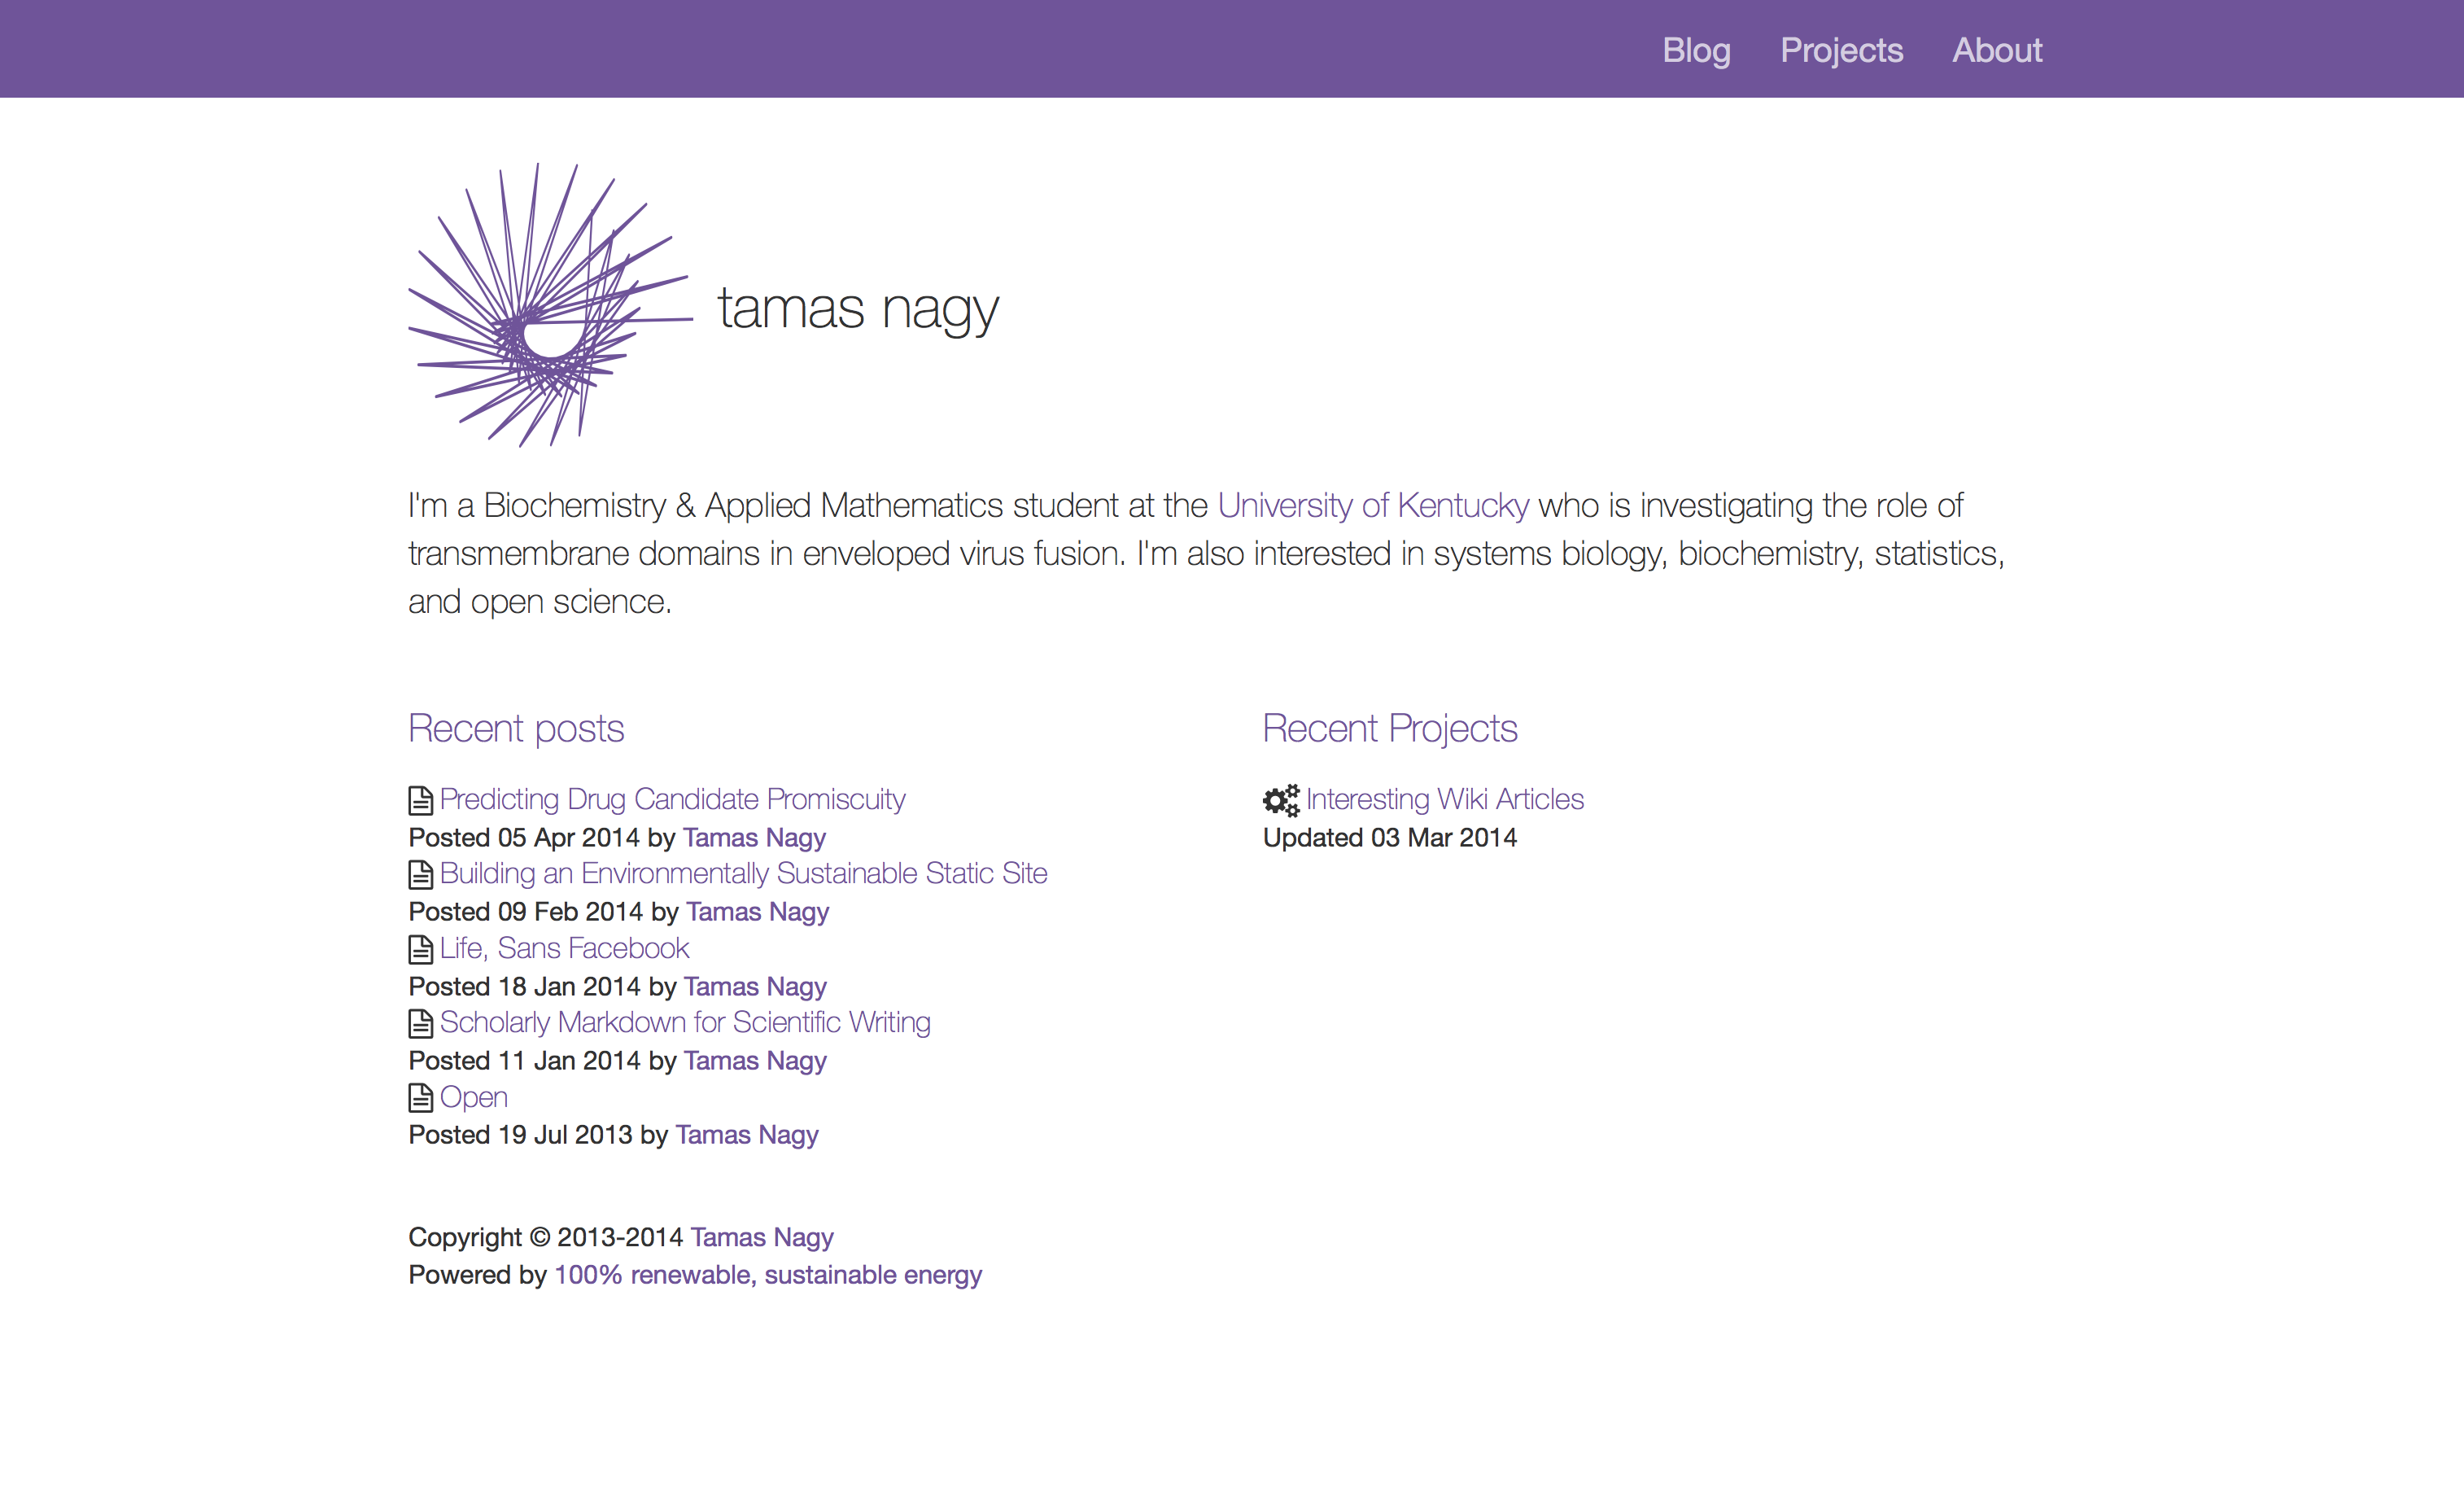 Blog Projects About
tamas nagy
I'm a Biochemistry & Applied Mathematics student at the University of Kentucky who is investigating the role of
transmembrane domains in enveloped virus fusion. I'm also interested in systems biology, biochemistry, statistics,
and open science.
Recent posts
Predicting Drug Candidate Promiscuity
Posted 05 Apr 2014 by Tamas Nagy
Building an Environmentally Sustainable Static Site
Posted 09 Feb 2014 by Tamas Nagy
Life, Sans Facebook
Posted 18 Jan 2014 by Tamas Nagy
Scholarly Markdown for Scientific Writing
Posted 11 Jan 2014 by Tamas Nagy
Open
Posted 19 Jul 2013 by Tamas Nagy
Recent Projects
Interesting Wiki Articles
Updated 03 Mar 2014
Copyright © 2013-2014 Tamas Nagy
Powered by 100% renewable, sustainable energy